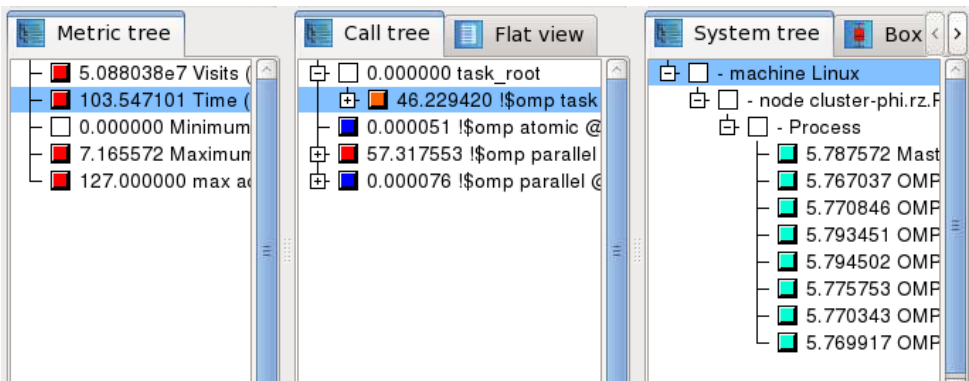 Metric tree
5.088038e7 Visits (
103.547101 Time (
0.000000 Minimum
7.165572 Maximum
127.000000 max
Call tree
Flat view
0.000000 task_root
46.229420 !$omp task
0.000051 !$omp atomic @
57.317553 !$omp parallel
0.000076 !$omp parallel @
System tree
Box
- machine Linux
- node cluster-phi.rz.
- Process
5.787572 Mast
5.767037 OMP
5.770846 OMP
5.793451 OMP
5.794502 OMP
5.775753 OMP
5.770343 OMP
5.769917 OMP